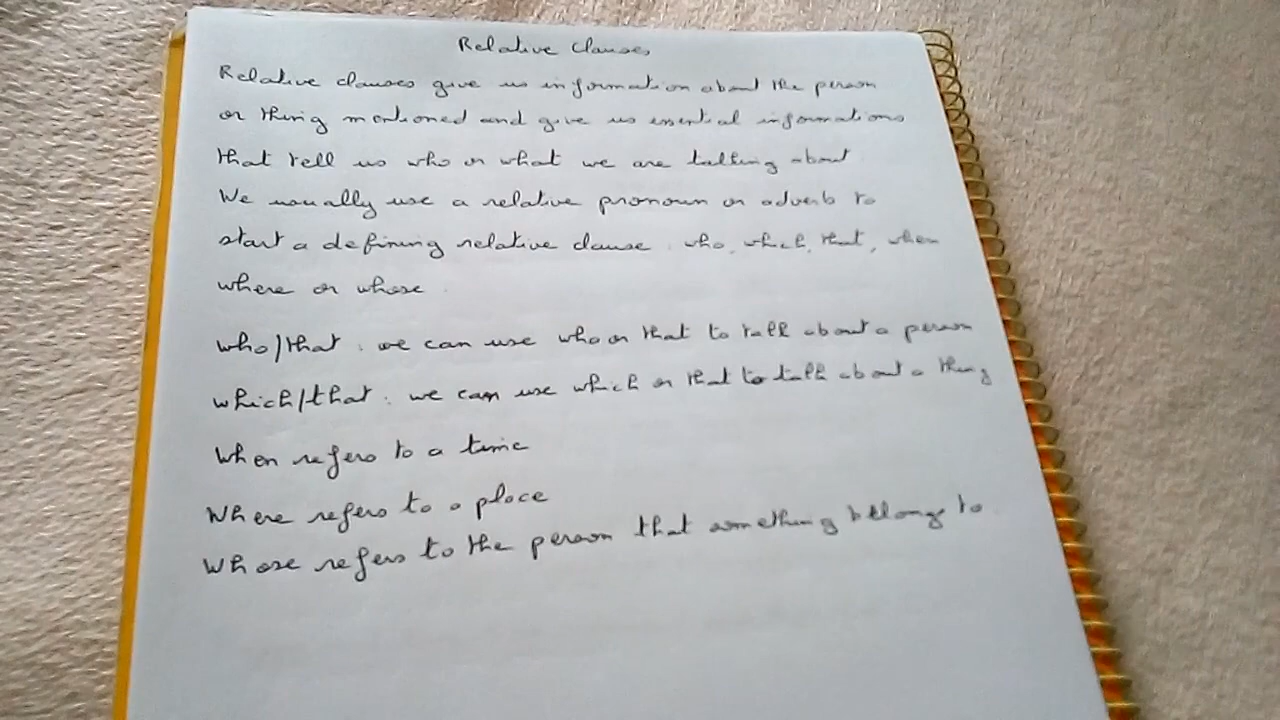 Relative Clauses
Relative clauses give us information about the person
or thing mentioned and give us essential informations
that tell us who or what we are talking about
We usually use a relative pronoun or adverb to
start a defining relative clause : who, which, that, when
where or whose.
who/that : we can use who or that to talk about a person
which/that : we can use which or that to talk about a thing
When refers to a time
Where refers to a place
Whose refers to the person that something belongs to